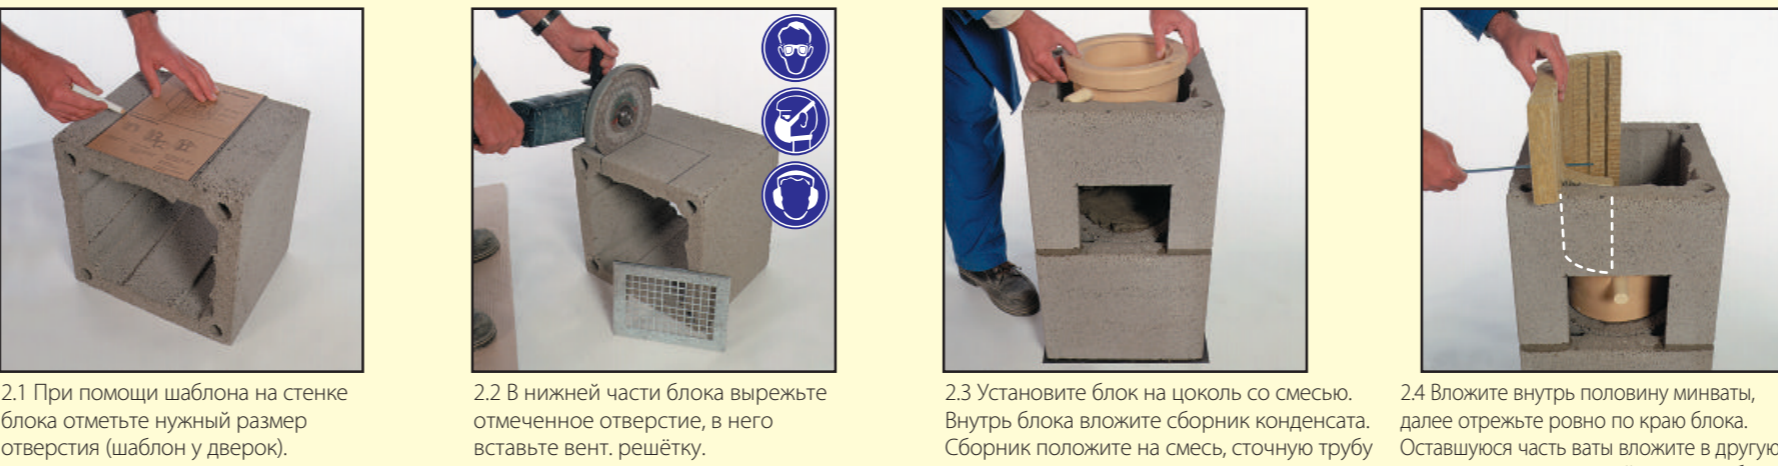 2.1 При помощи шаблона на стенке
блока отметьте нужный размер
отверстия (шаблон у дверок).
2.2 В нижней части блока вырежьте
отмеченное отверстие, в него
вставьте вент. решётку.
2.3 Установите блок на цоколь со смесью.
Внутрь блока вложите сборник конденсата.
Сборник положите на смесь, сточную трубу
2.4 Вложите внутрь половину минваты,
далее отрежьте ровно по краю блока.
Оставшуюся часть ваты вложите в другую